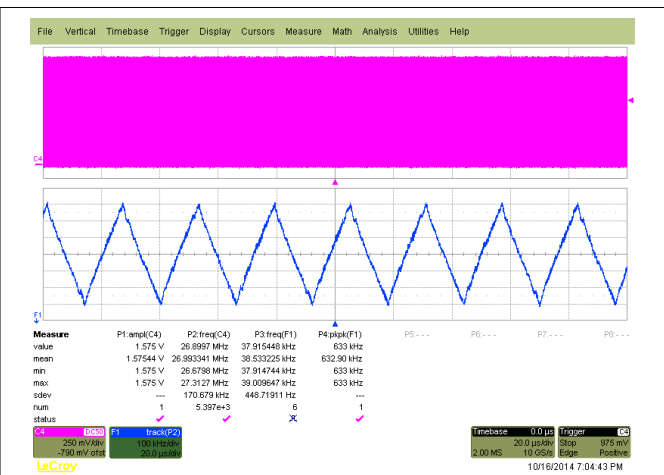 File Vertical Timebase Trigger Display Cursors Measure Math Analysis Utilities Help
C4
F1
Measure P1:ampl(C4) P2:freq(C4) P3:freq(F1) P4:pkpk(F1) P5:- - - P6:- - - P7:- - - P8:- - -
value 1.575 V 26.8997 MHz 37.915448 kHz 633 kHz
mean 1.57544 V 26.993341 MHz 38.533225 kHz 632.90 kHz
min 1.575 V 26.6798 MHz 37.914744 kHz 633 kHz
max 1.575 V 27.3127 MHz 39.009647 kHz 633 kHz
sdev --- 170.679 kHz 448.71911 Hz ---
num 1 5.397e+3 6 1
status
C4 DC50 F1 track(P2) Timebase 0.0 µs Trigger C4
250 mV/div 100 kHz/div 20.0 µs/div Stop 975 mV
-790 mV ofst 20.0 µs/div 2.00 MS 10 GS/s Edge Positive
LeCroy 10/16/2014 7:04:43 PM